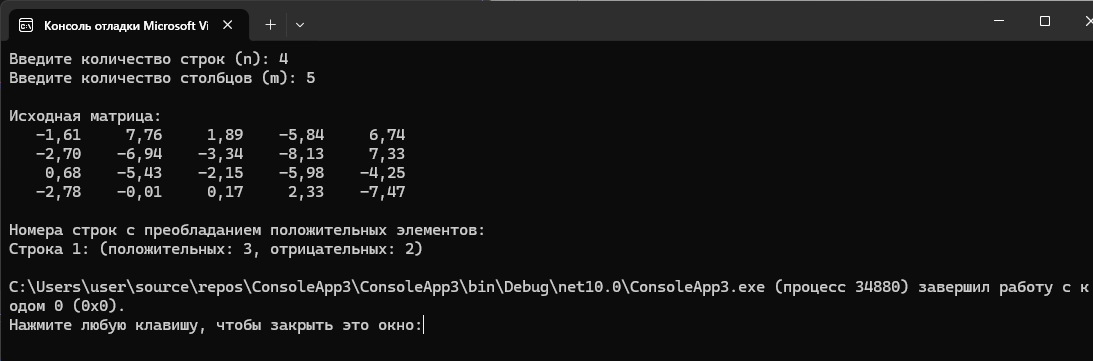 Консоль отладки Microsoft Vi
Введите количество строк (n): 4
Введите количество столбцов (m): 5
Исходная матрица:
-1,61 7,76 1,89 -5,84 6,74
-2,70 -6,94 -3,34 -8,13 7,33
0,68 -5,43 -2,15 -5,98 -4,25
-2,78 -0,01 0,17 2,33 -7,47
Номера строк с преобладанием положительных элементов:
Строка 1: (положительных: 3, отрицательных: 2)
C:\Users\user\source\repos\ConsoleApp3\ConsoleApp3\bin\Debug\net10.0\ConsoleApp3.exe (процесс 34880) завершил работу с к
одом 0 (0x0).
Нажмите любую клавишу, чтобы закрыть это окно: